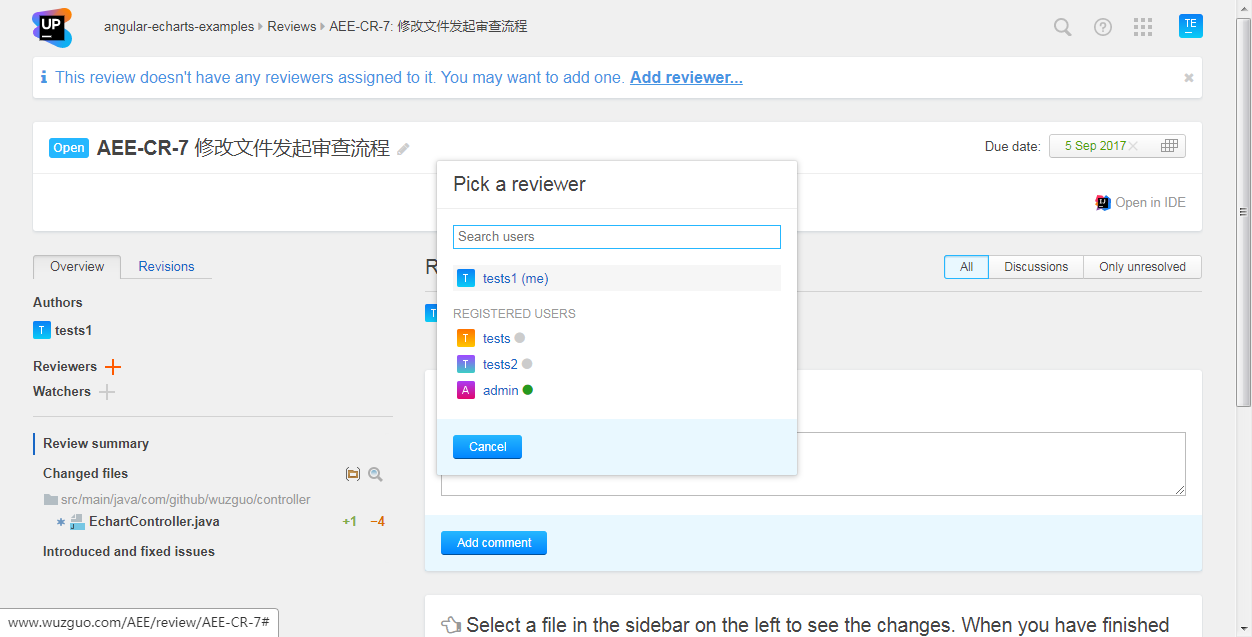 UP
angular-echarts-examples Reviews AEE-CR-7: 修改文件发起审查流程
TE
This review doesn't have any reviewers assigned to it. You may want to add one. Add reviewer...
Open AEE-CR-7 修改文件发起审查流程
Due date: 5 Sep 2017
Open in IDE
Pick a reviewer
Search users
T tests1 (me)
REGISTERED USERS
T tests
T tests2
A admin
Cancel
Overview Revisions
R
All Discussions Only unresolved
Authors
T tests1
T
Reviewers
Watchers
Review summary
Changed files
src/main/java/com/github/wuzguo/controller
EchartController.java +1 −4
Introduced and fixed issues
Add comment
Select a file in the sidebar on the left to see the changes. When you have finished
www.wuzguo.com/AEE/review/AEE-CR-7#